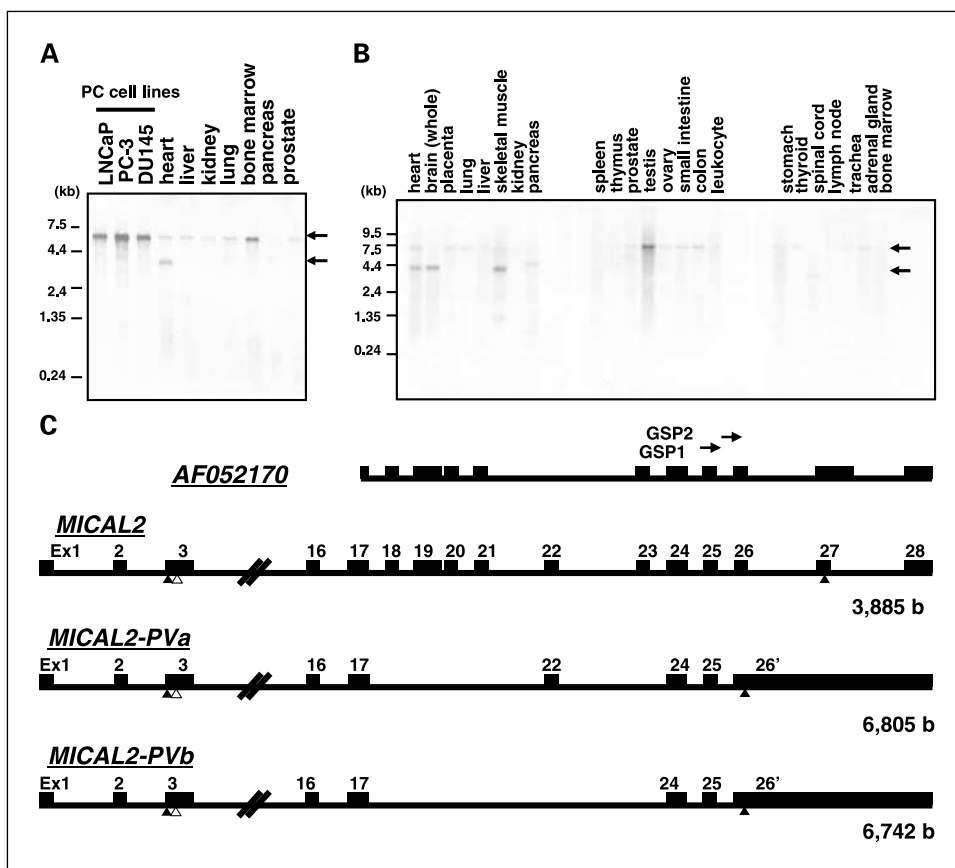 A
PC cell lines
LNCaP
PC-3
DU145
heart
liver
kidney
lung
bone marrow
pancreas
prostate
(kb)
7.5
4.4
2.4
1.35
0.24
B
heart
brain (whole)
placenta
lung
liver
skeletal muscle
kidney
pancreas
spleen
thymus
prostate
testis
ovary
small intestine
colon
leukocyte
stomach
thyroid
spinal cord
lymph node
trachea
adrenal gland
bone marrow
(kb)
9.5
7.5
4.4
2.4
1.35
0.24
C
GSP2
GSP1
AF052170
MICAL2
Ex1 2 3 16 17 18 19 20 21 22 23 24 25 26 27 28
3,885 b
MICAL2-PVa
Ex1 2 3 16 17 22 24 25 26’
6,805 b
MICAL2-PVb
Ex1 2 3 16 17 24 25 26’
6,742 b